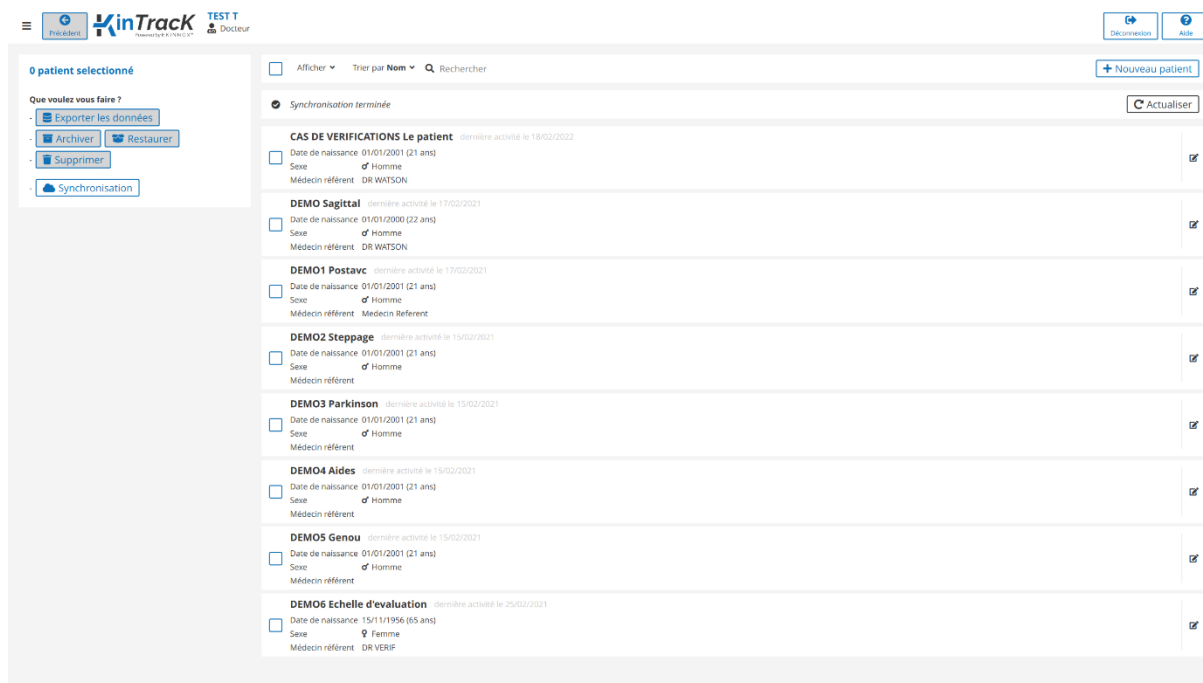 Précédent
KinTracK
Powered by KINNOV®
TEST T
Docteur
Déconnexion
Aide
0 patient selectionné
Que voulez vous faire ?
- Exporter les données
- Archiver Restaurer
- Supprimer
- Synchronisation
Afficher Trier par Nom Rechercher
+ Nouveau patient
Synchronisation terminée
Actualiser
CAS DE VERIFICATIONS Le patient dernière activité le 18/02/2022
Date de naissance 01/01/2001 (21 ans)
Sexe ♂ Homme
Médecin référent DR WATSON
DEMO Sagittal dernière activité le 17/02/2021
Date de naissance 01/01/2000 (22 ans)
Sexe ♂ Homme
Médecin référent DR WATSON
DEMO1 Postavc dernière activité le 17/02/2021
Date de naissance 01/01/2001 (21 ans)
Sexe ♂ Homme
Médecin référent Medecin Referent
DEMO2 Steppage dernière activité le 15/02/2021
Date de naissance 01/01/2001 (21 ans)
Sexe ♂ Homme
Médecin référent
DEMO3 Parkinson dernière activité le 15/02/2021
Date de naissance 01/01/2001 (21 ans)
Sexe ♂ Homme
Médecin référent
DEMO4 Aides dernière activité le 15/02/2021
Date de naissance 01/01/2001 (21 ans)
Sexe ♂ Homme
Médecin référent
DEMO5 Genou dernière activité le 15/02/2021
Date de naissance 01/01/2001 (21 ans)
Sexe ♂ Homme
Médecin référent
DEMO6 Echelle d'evaluation dernière activité le 25/02/2021
Date de naissance 15/11/1956 (65 ans)
Sexe ♀ Femme
Médecin référent DR VERIF